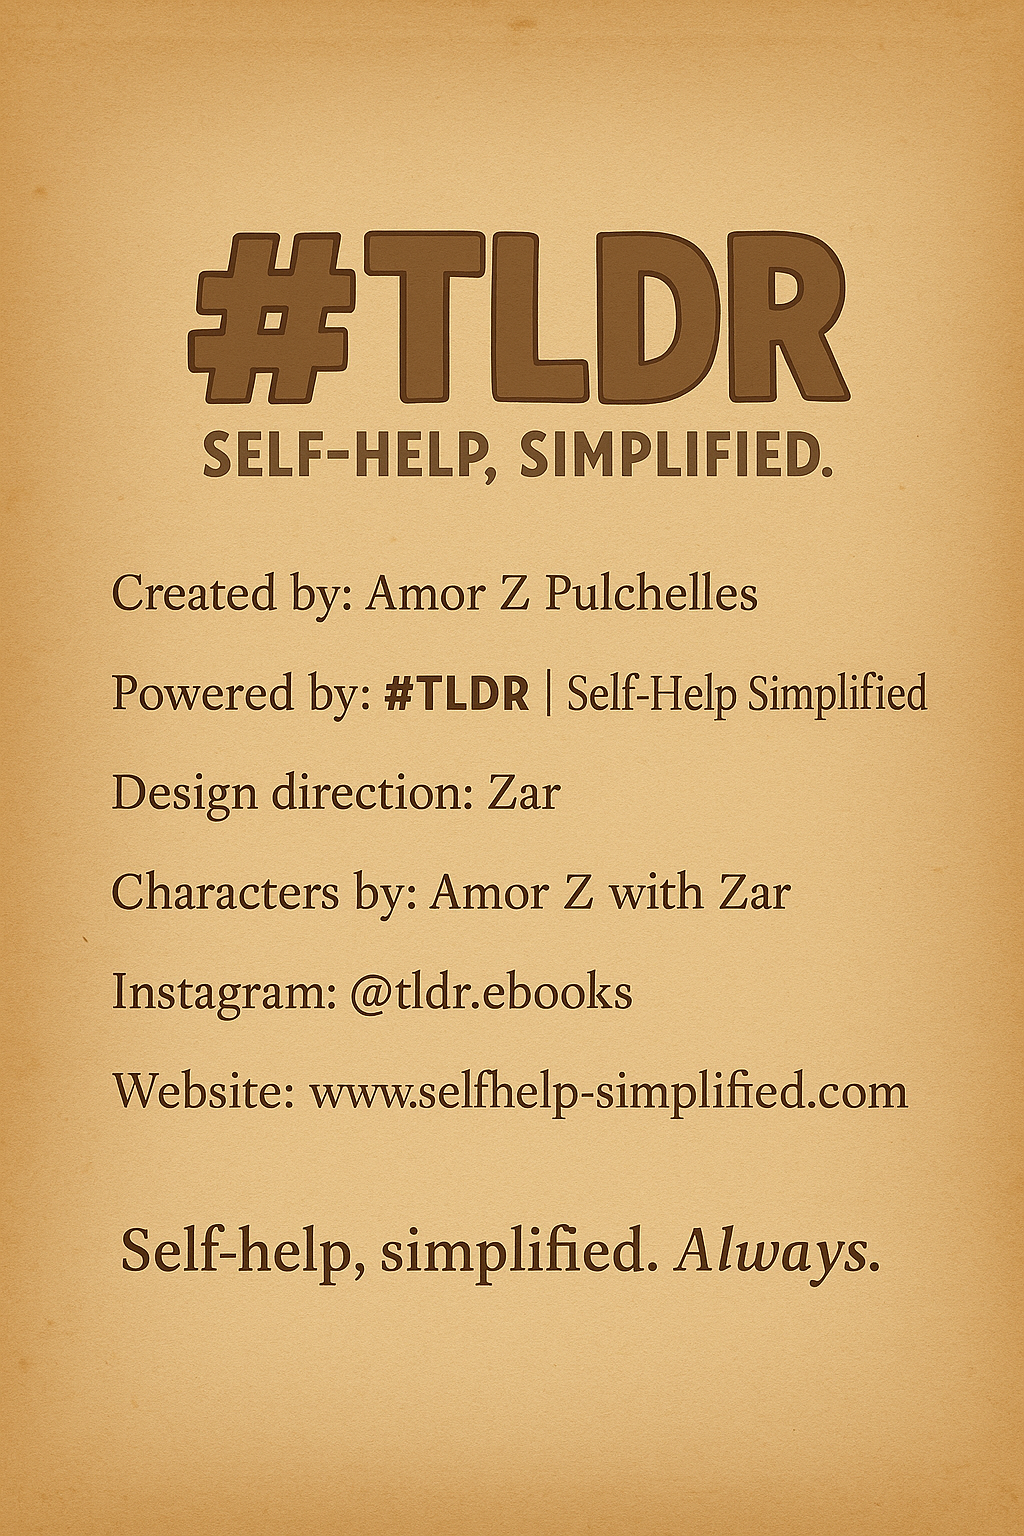 #TLDR
SELF-HELP, SIMPLIFIED.
Created by: Amor Z Pulchelles
Powered by: #TLDR | Self-Help Simplified
Design direction: Zar
Characters by: Amor Z with Zar
Instagram: @tldr.ebooks
Website: www.selfhelp-simplified.com
Self-help, simplified. Always.